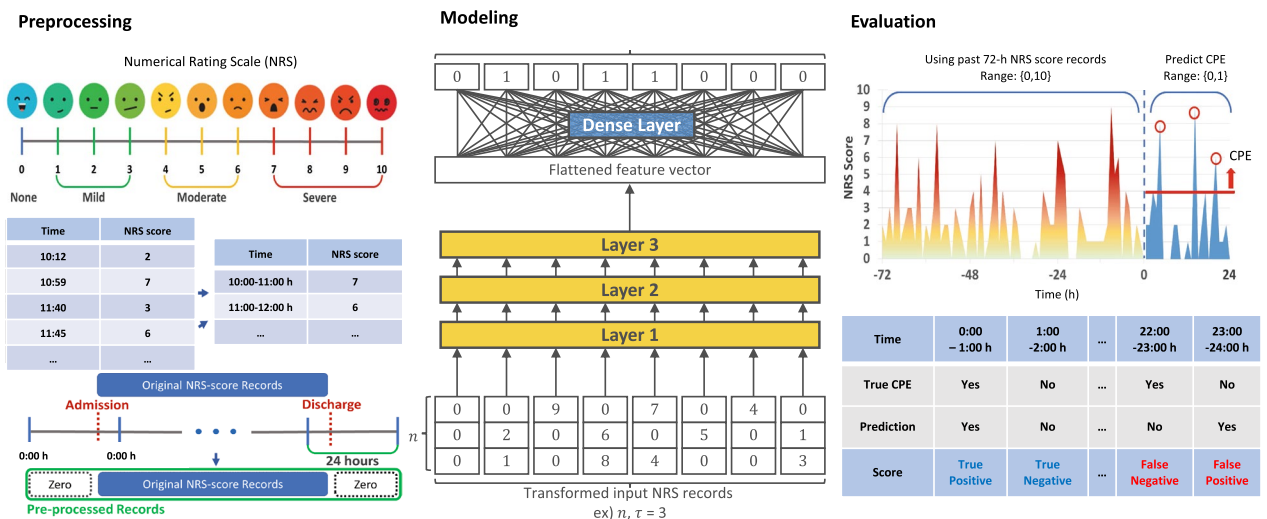 Preprocessing
Numerical Rating Scale (NRS)
0 1 2 3 4 5 6 7 8 9 10
None Mild Moderate Severe
Time NRS score
10:12 2
10:59 7
11:40 3
11:45 6
... ...
Time NRS score
10:00-11:00 h 7
11:00-12:00 h 6
... ...
Original NRS-score Records
Admission Discharge
0:00 h 0:00 h 24 hours
Zero Original NRS-score Records Zero
Pre-processed Records
Modeling
0 1 0 1 1 0 0 0
Dense Layer
Flattened feature vector
Layer 3
Layer 2
Layer 1
n
0 0 9 0 7 0 4 0
0 2 0 6 0 5 0 1
0 1 0 8 4 0 0 3
Transformed input NRS records
ex) n, τ = 3
Evaluation
Using past 72-h NRS score records
Range: {0,10}
Predict CPE
Range: {0,1}
NRS Score
10
9
8
7
6
5
4
3
2
1
0
CPE
-72 -48 -24 0 24
Time (h)
Time 0:00 – 1:00 h 1:00 -2:00 h ... 22:00 -23:00 h 23:00 -24:00 h
True CPE Yes No ... Yes No
Prediction Yes No ... No Yes
Score True Positive True Negative ... False Negative False Positive